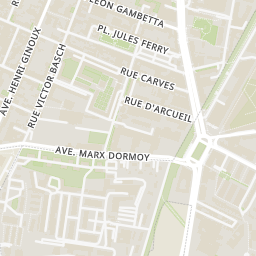 LÉON GAMBETTA
PL. JULES FERRY
AVE. HENRI GINOUX
RUE VICTOR BASCH
RUE CARVES
RUE D'ARCUEIL
AVE. MARX DORMOY